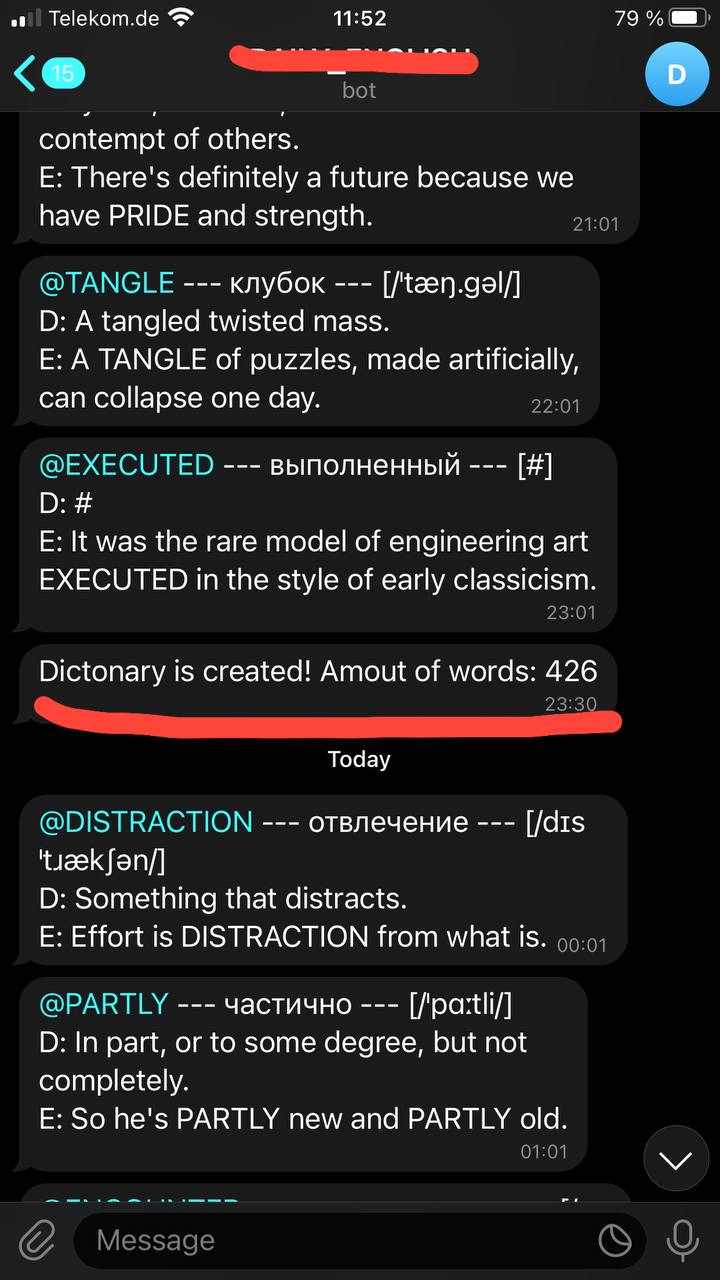 Telekom.de
11:52
79 %
15
bot
D
contempt of others.
E: There's definitely a future because we
have PRIDE and strength.
21:01
@TANGLE --- клубок --- [/ˈtæŋ.ɡəl/]
D: A tangled twisted mass.
E: A TANGLE of puzzles, made artificially,
can collapse one day.
22:01
@EXECUTED --- выполненный --- [#]
D: #
E: It was the rare model of engineering art
EXECUTED in the style of early classicism.
23:01
Dictonary is created! Amout of words: 426
23:30
Today
@DISTRACTION --- отвлечение --- [/dɪs
ˈtɹækʃən/]
D: Something that distracts.
E: Effort is DISTRACTION from what is.
00:01
@PARTLY --- частично --- [/ˈpɑːtli/]
D: In part, or to some degree, but not
completely.
E: So he's PARTLY new and PARTLY old.
01:01
Message